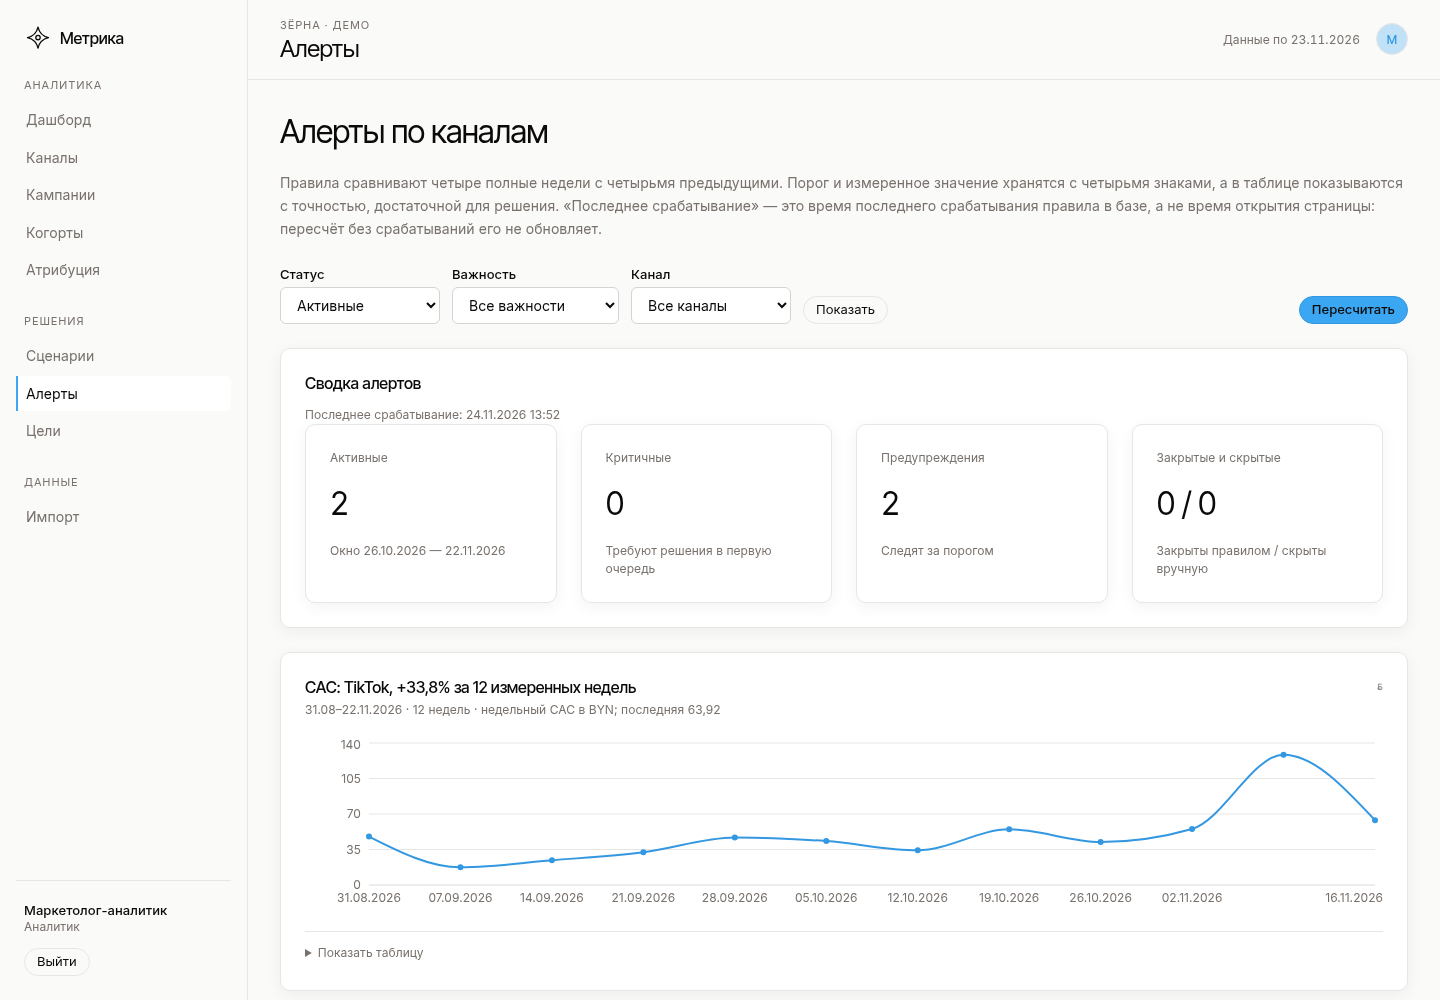 Метрика
АНАЛИТИКА
Дашборд
Каналы
Кампании
Когорты
Атрибуция
РЕШЕНИЯ
Сценарии
Алерты
Цели
ДАННЫЕ
Импорт
Маркетолог-аналитик
Аналитик
Выйти
ЗЁРНА · ДЕМО
Алерты
Данные по 23.11.2026
М
Алерты по каналам
Правила сравнивают четыре полные недели с четырьмя предыдущими. Порог и измеренное значение хранятся с четырьмя знаками, а в таблице показываются
с точностью, достаточной для решения. «Последнее срабатывание» — это время последнего срабатывания правила в базе, а не время открытия страницы:
пересчёт без срабатываний его не обновляет.
Статус
Важность
Канал
Активные
Все важности
Все каналы
Показать
Пересчитать
Сводка алертов
Последнее срабатывание: 24.11.2026 13:52
Активные
2
Окно 26.10.2026 — 22.11.2026
Критичные
0
Требуют решения в первую
очередь
Предупреждения
2
Следят за порогом
Закрытые и скрытые
0 / 0
Закрыты правилом / скрыты
вручную
CAC: TikTok, +33,8% за 12 измеренных недель
31.08–22.11.2026 · 12 недель · недельный CAC в BYN; последняя 63,92
140
105
70
35
0
31.08.2026
07.09.2026
14.09.2026
21.09.2026
28.09.2026
05.10.2026
12.10.2026
19.10.2026
26.10.2026
02.11.2026
16.11.2026
Показать таблицу